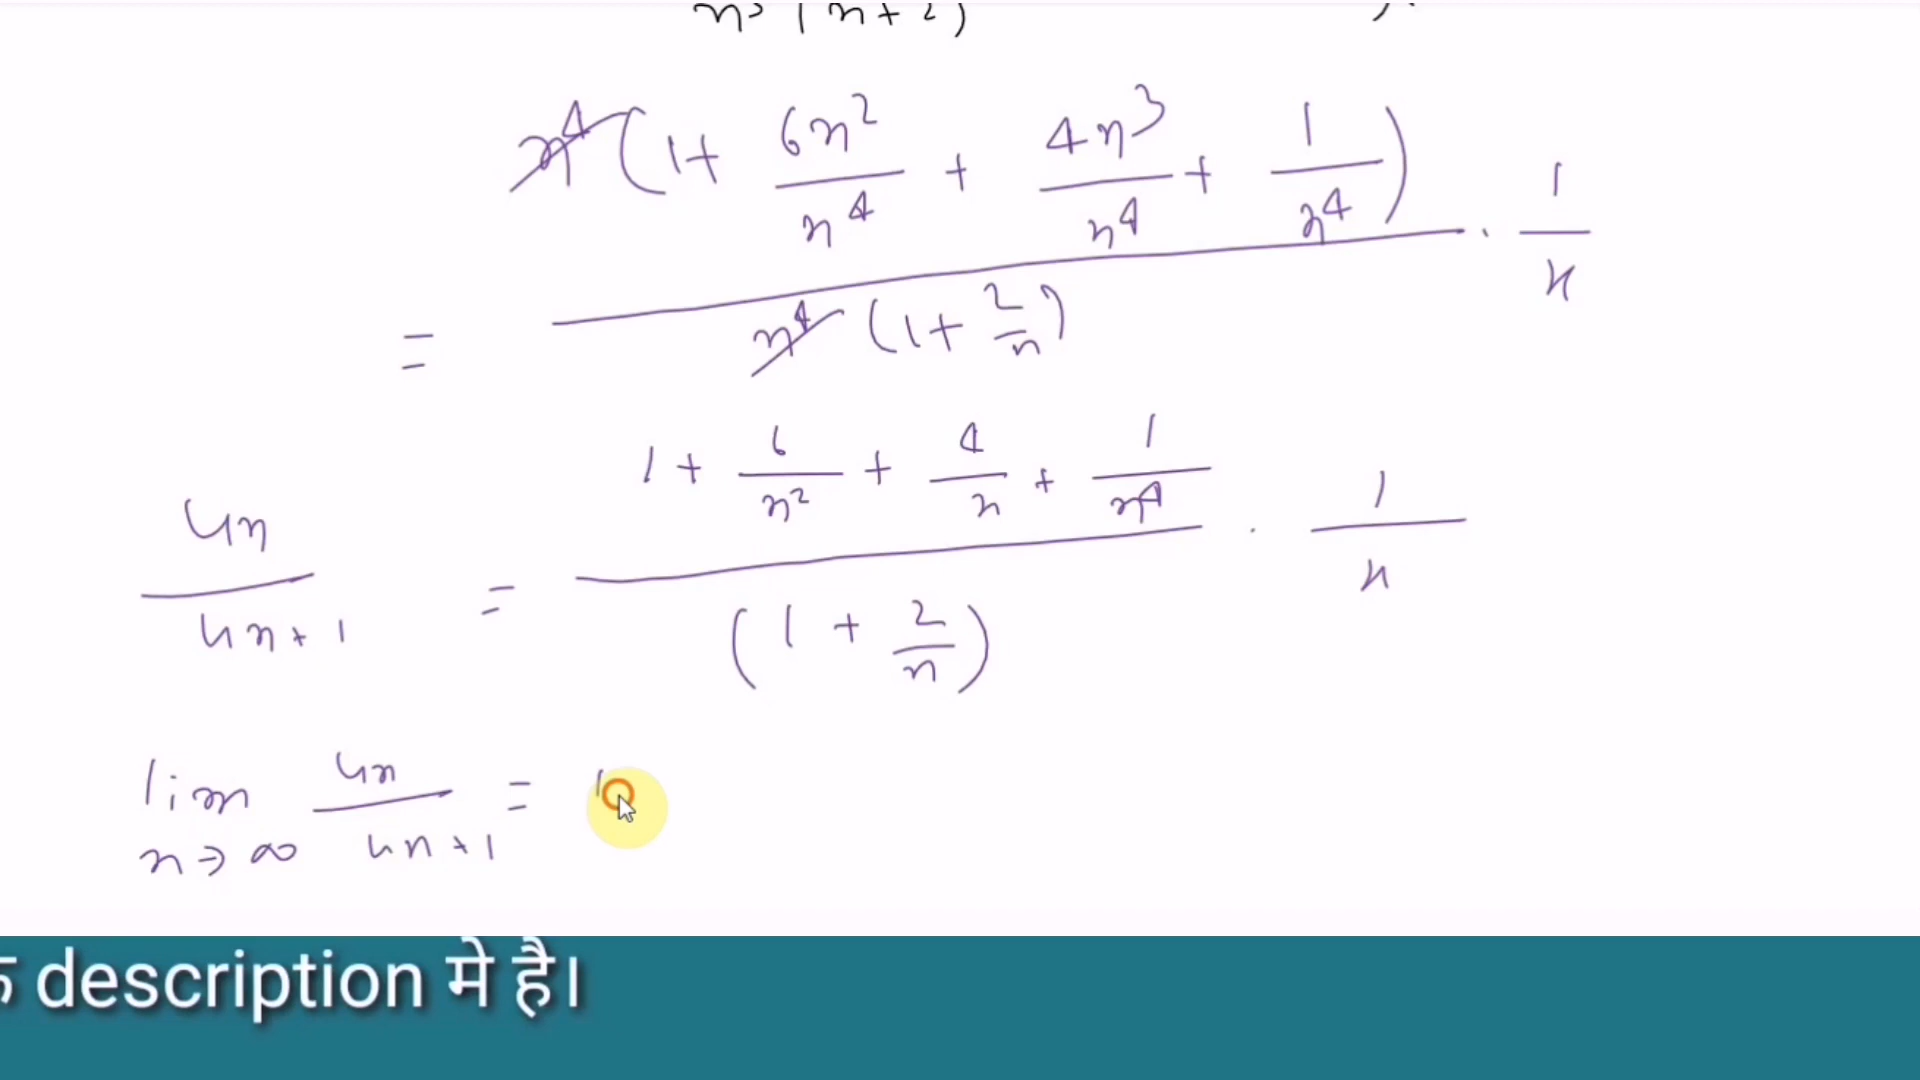 = n⁴(1 + 6n²/n⁴ + 4n³/n⁴ + 1/n⁴) / n⁴(1 + 2/n) · 1/x
un/un+1 = 1 + 6/n² + 4/n + 1/n⁴ / (1 + 2/n) · 1/x
lim n→∞ un/un+1 =
description मे है।